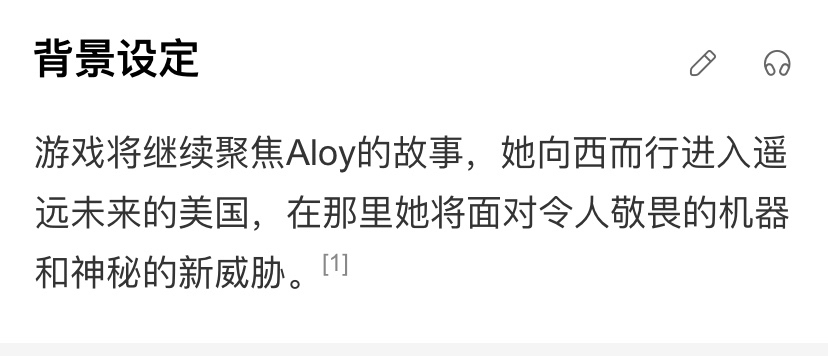 背景设定
游戏将继续聚焦Aloy的故事，她向西而行进入遥
远未来的美国，在那里她将面对令人敬畏的机器
和神秘的新威胁。[1]